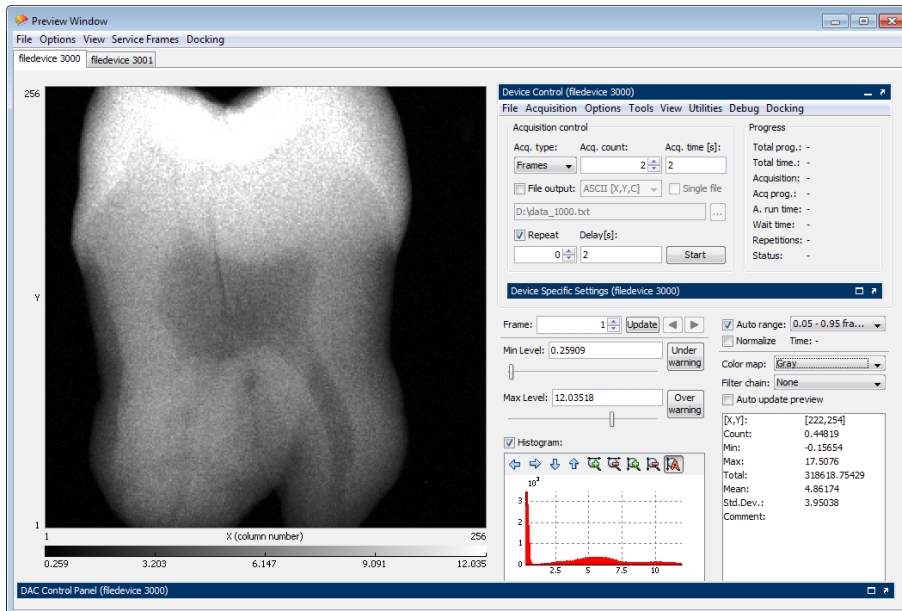 Preview Window
File Options View Service Frames Docking
filedevice 3000 filedevice 3001
256
Y
1
1 X (column number) 256
0.259 3.203 6.147 9.091 12.035
Device Control (filedevice 3000)
File Acquisition Options Tools View Utilities Debug Docking
Acquisition control
Acq. type: Acq. count: Acq. time [s]:
Frames 2 2
File output: ASCII [X,Y,C] Single file
D:\data_1000.txt ...
Repeat Delay[s]:
0 2 Start
Progress
Total prog.: -
Total time.: -
Acquisition: -
Acq prog.: -
A. run time: -
Wait time: -
Repetitions: -
Status: -
Device Specific Settings (filedevice 3000)
Frame: 1 Update
Min Level: 0.25909 Under warning
Max Level: 12.03518 Over warning
Histogram:
A
10³
3
2
1
0
2.5 5 7.5 10
Auto range: 0.05 - 0.95 fra...
Normalize Time: -
Color map: Gray
Filter chain: None
Auto update preview
[X,Y]: [222,254]
Count: 0.44819
Min: -0.15654
Max: 17.5076
Total: 318618.75429
Mean: 4.86174
Std.Dev.: 3.95038
Comment:
DAC Control Panel (filedevice 3000)